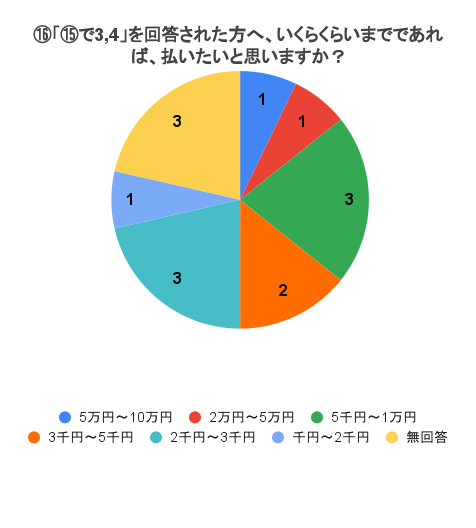 ⑯「⑮で3,4」を回答された方へ、いくらくらいまでであれ
ば、払いたいと思いますか？
1
1
3
3
1
3
2
5万円～10万円 2万円～5万円 5千円～1万円
3千円～5千円 2千円～3千円 千円～2千円 無回答